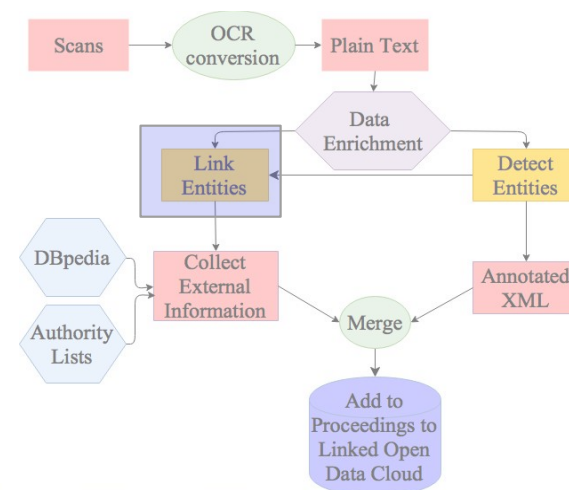 Scans
OCR
conversion
Plain Text
Data
Enrichment
Link
Entities
Detect
Entities
DBpedia
Collect
External
Information
Annotated
XML
Authority
Lists
Merge
Add to
Proceedings to
Linked Open
Data Cloud